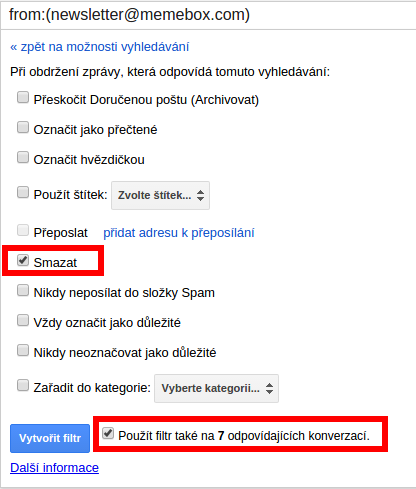 from:(newsletter@memebox.com)
« zpět na možnosti vyhledávání
Při obdržení zprávy, která odpovídá tomuto vyhledávání:
Přeskočit Doručenou poštu (Archivovat)
Označit jako přečtené
Označit hvězdičkou
Použít štítek: Zvolte štítek...
Přeposlat přidat adresu k přeposílání
Smazat
Nikdy neposílat do složky Spam
Vždy označit jako důležité
Nikdy neoznačovat jako důležité
Zařadit do kategorie: Vyberte kategorii...
Vytvořit filtr Použít filtr také na 7 odpovídajících konverzací.
Další informace